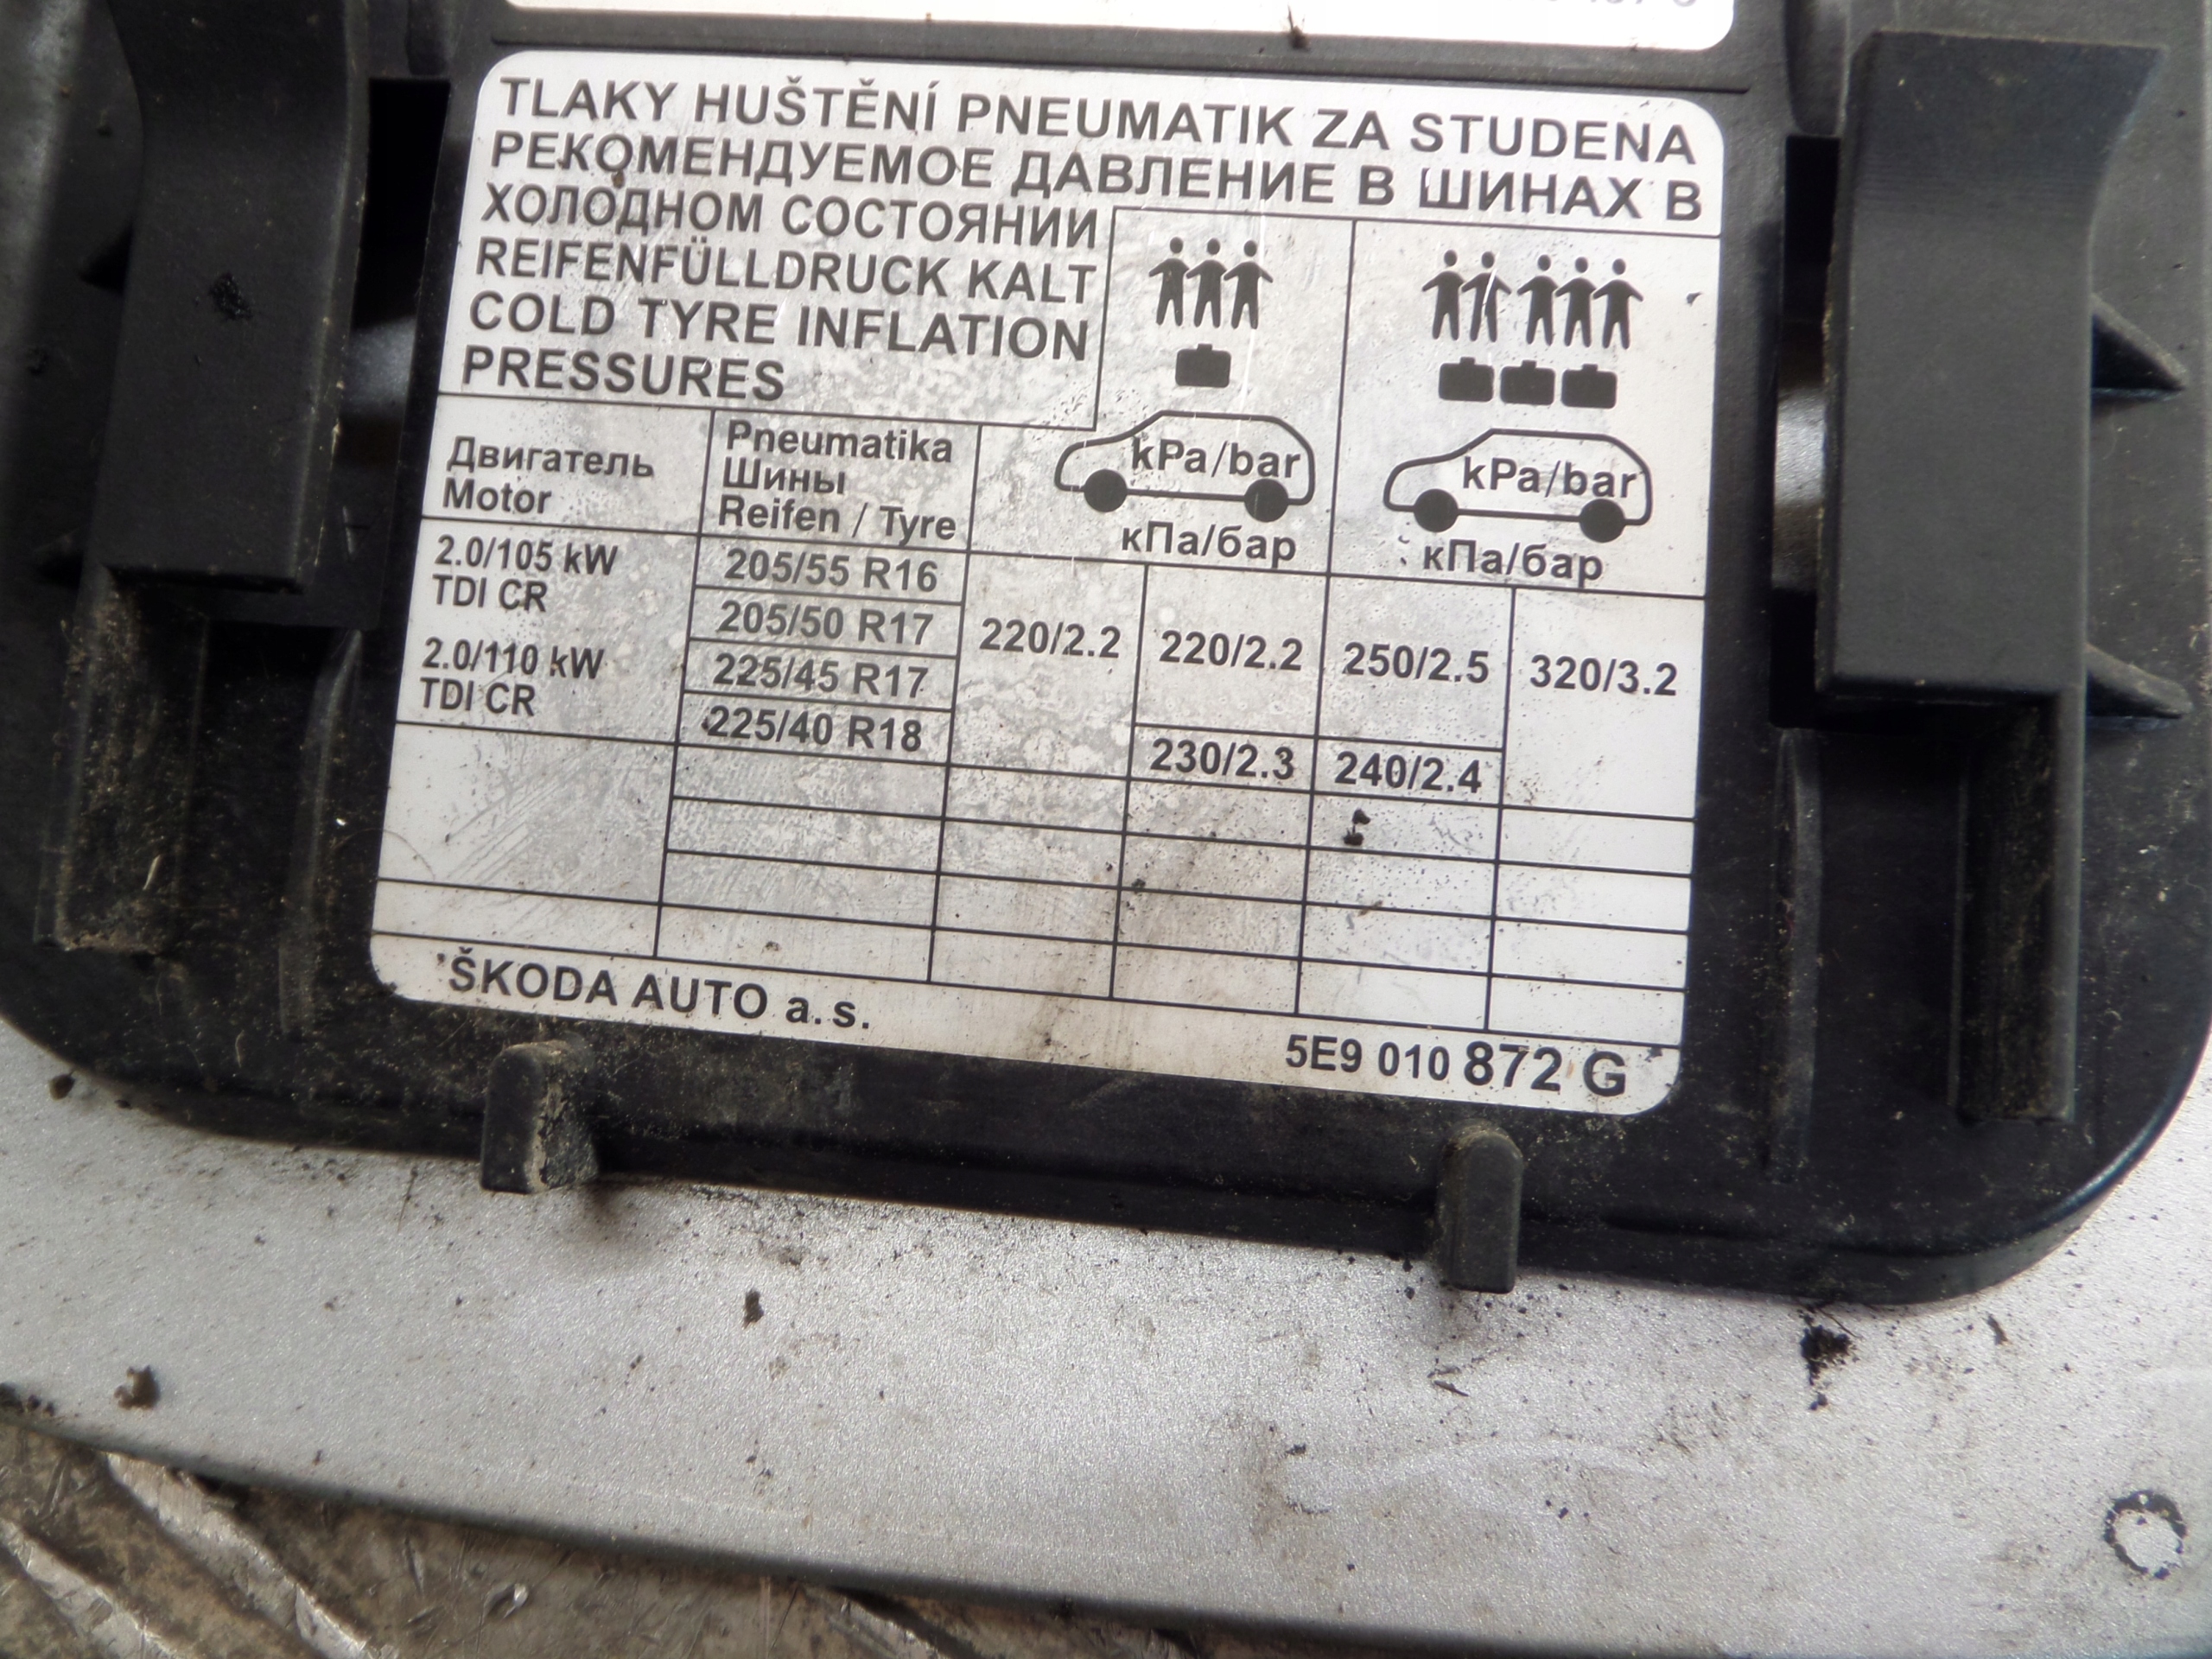 TLAKY HUŠTĚNÍ PNEUMATIK ZA STUDENA
РЕКОМЕНДУЕМОЕ ДАВЛЕНИЕ В ШИНАХ В
ХОЛОДНОМ СОСТОЯНИИ
REIFENFÜLLDRUCK KALT
COLD TYRE INFLATION
PRESSURES
Двигатель
Motor
Pneumatika
Шины
Reifen / Tyre
kPa/bar
кПа/бар
kPa/bar
кПа/бар
2.0/105 kW
TDI CR
2.0/110 kW
TDI CR
205/55 R16
205/50 R17
225/45 R17
225/40 R18
220/2.2
220/2.2
250/2.5
320/3.2
230/2.3
240/2.4
ŠKODA AUTO a.s.
5E9 010 872 G